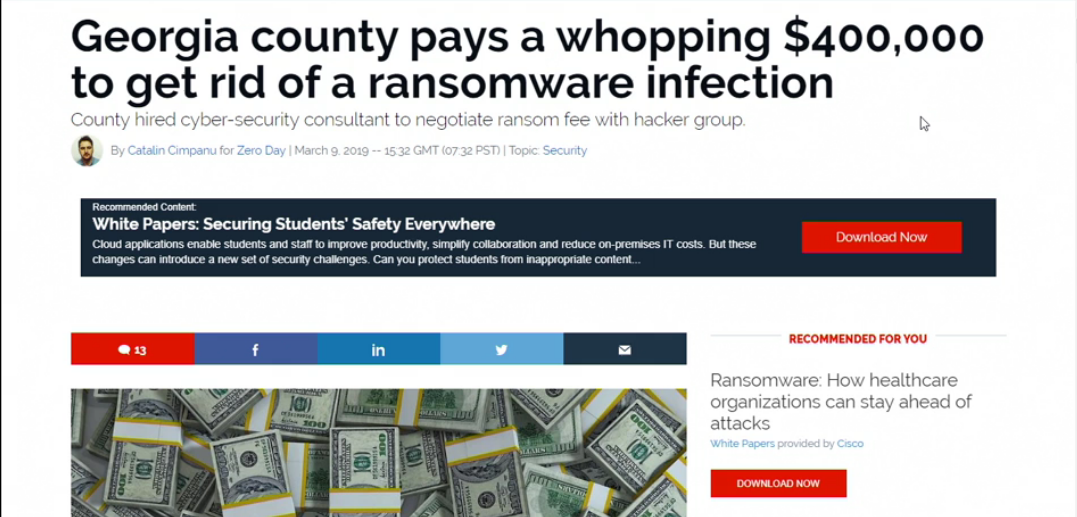 Georgia county pays a whopping $400,000
to get rid of a ransomware infection
County hired cyber-security consultant to negotiate ransom fee with hacker group.
By Catalin Cimpanu for Zero Day | March 9, 2019 -- 15:32 GMT (07:32 PST) | Topic: Security
Recommended Content:
White Papers: Securing Students' Safety Everywhere
Cloud applications enable students and staff to improve productivity, simplify collaboration and reduce on-premises IT costs. But these
changes can introduce a new set of security challenges. Can you protect students from inappropriate content...
Download Now
13
f
in
RECOMMENDED FOR YOU
Ransomware: How healthcare
organizations can stay ahead of
attacks
White Papers provided by Cisco
DOWNLOAD NOW